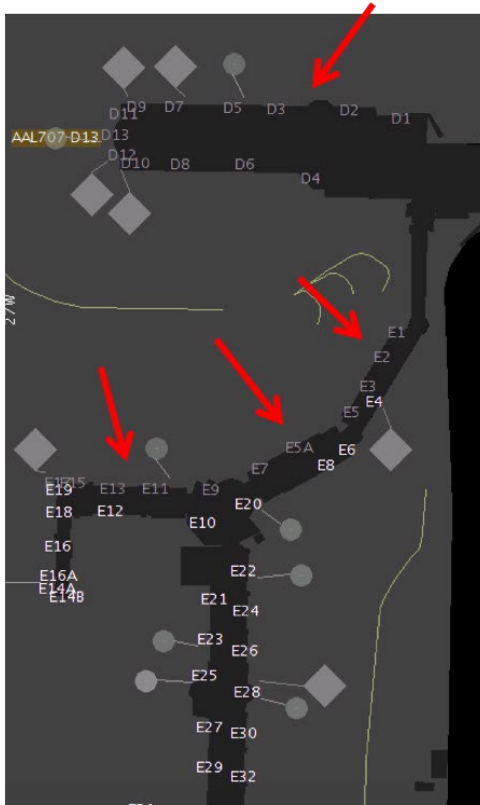 D9 D7 D5 D3 D2
D11 D1
AAL707-D13 D13
D12
D10 D8 D6
D4
27W
E1
E2
E3
E4
E5
E5A E6
E7 E8
E15
E19 E13 E11 E9
E20
E18 E12
E10
E16
E22
E16A
E14A
E14B E21
E24
E23
E26
E25
E28
E27
E30
E29
E32